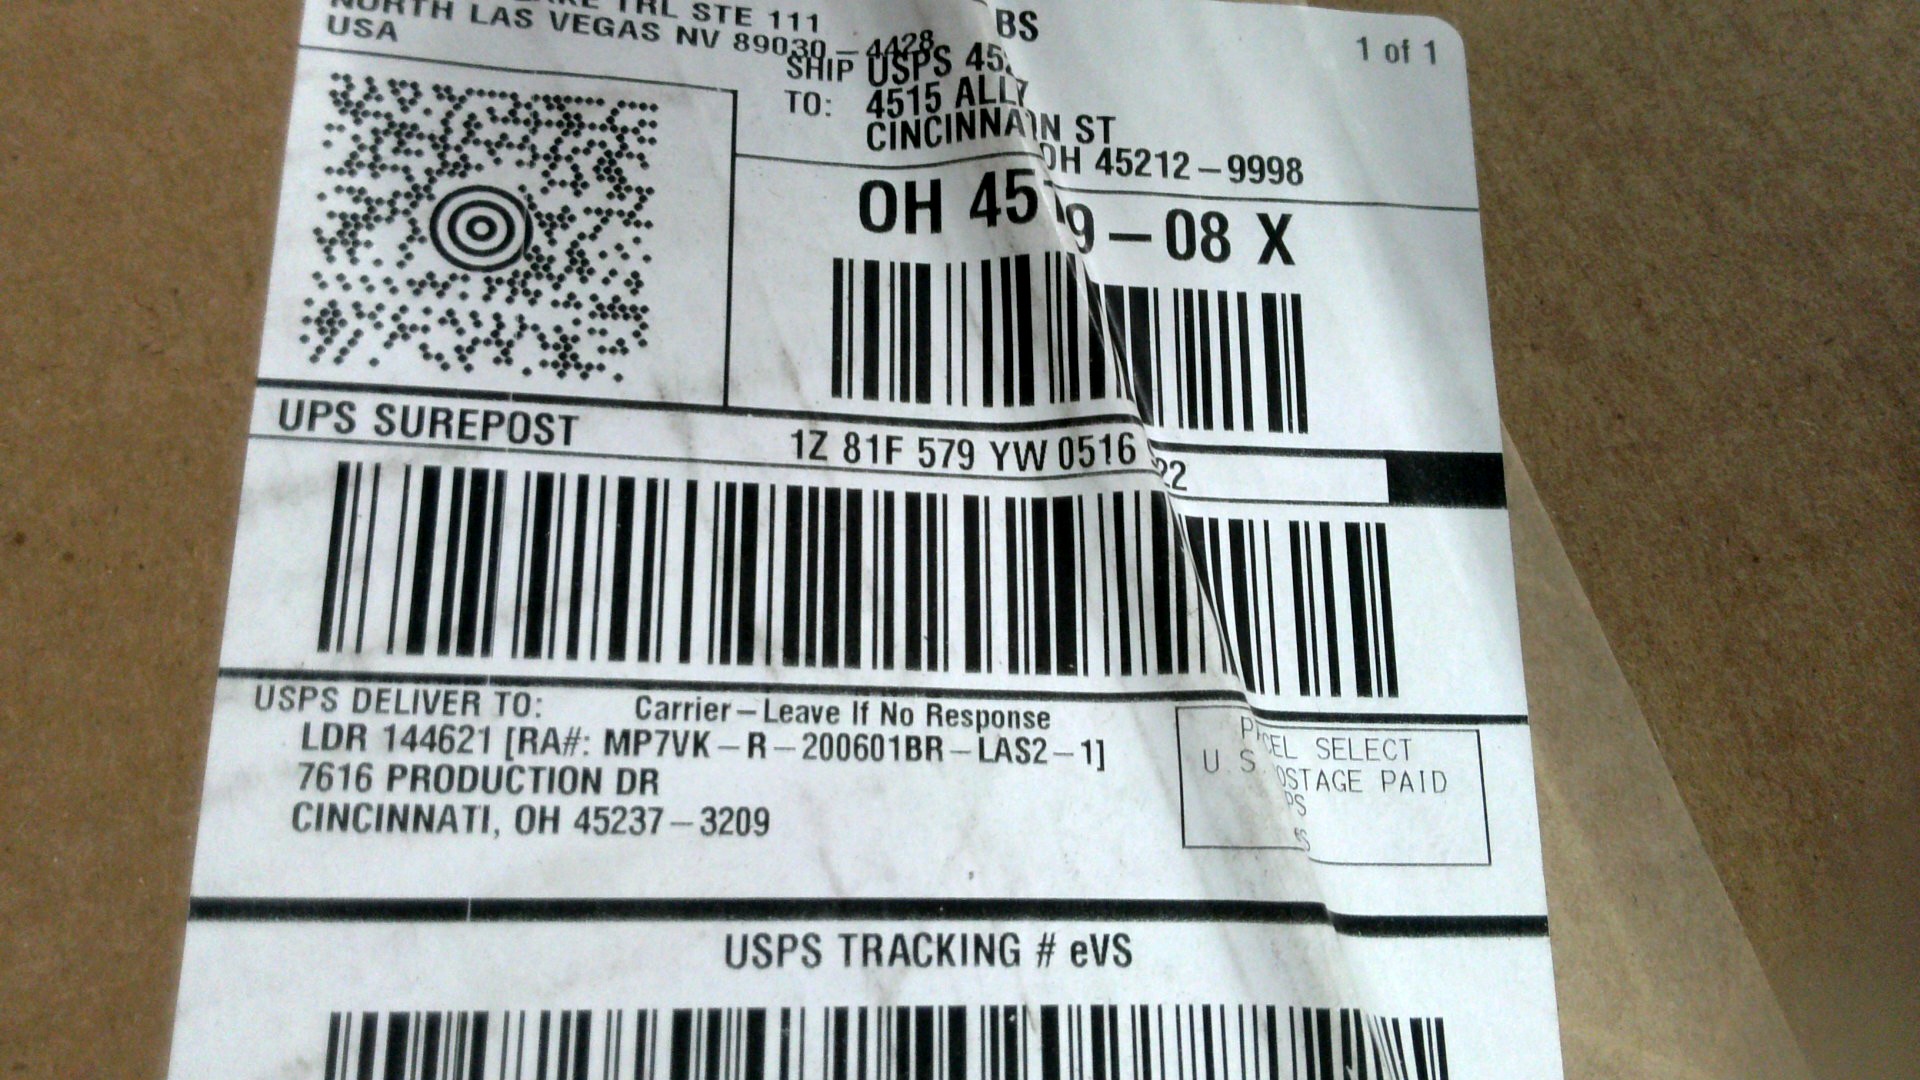 TRL STE 111
NORTH LAS VEGAS NV 89030-4428
USA
BS
1 of 1
SHIP TO:
USPS
4515
CINCINNA
N ST
OH 45212-9998
OH 45
9-08 X
UPS SUREPOST
1Z 81F 579 YW 0516
22
USPS DELIVER TO:
Carrier-Leave If No Response
LDR 144621 [RA#: MP7VK-R-200601BR-LAS2-1]
7616 PRODUCTION DR
CINCINNATI, OH 45237-3209
CEL SELECT
U S OSTAGE PAID
PS
S
USPS TRACKING # eVS